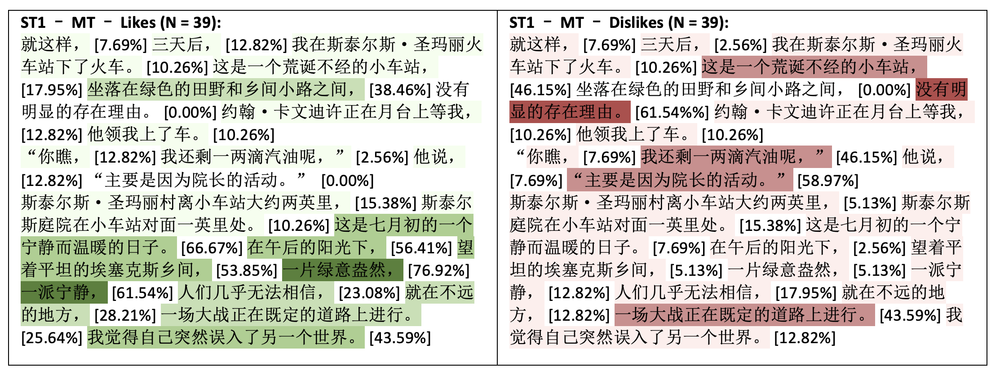 ST1 – MT – Likes (N = 39):
就这样， [7.69%] 三天后， [12.82%] 我在斯泰尔斯•圣玛丽火
车站下了火车。 [10.26%] 这是一个荒诞不经的小车站，
[17.95%] 坐落在绿色的田野和乡间小路之间， [38.46%] 没有
明显的存在理由。 [0.00%] 约翰•卡文迪许正在月台上等我，
[12.82%] 他领我上了车。 [10.26%]
“你瞧， [12.82%] 我还剩一两滴汽油呢，” [2.56%] 他说，
[12.82%] “主要是因为院长的活动。” [0.00%]
斯泰尔斯•圣玛丽村离小车站大约两英里， [15.38%] 斯泰尔
斯庭院在小车站对面一英里处。 [10.26%] 这是七月初的一个
宁静而温暖的日子。 [66.67%] 在午后的阳光下， [56.41%] 望
着平坦的埃塞克斯乡间， [53.85%] 一片绿意盎然， [76.92%]
一派宁静， [61.54%] 人们几乎无法相信， [23.08%] 就在不远
的地方， [28.21%] 一场大战正在既定的道路上进行。
[25.64%] 我觉得自己突然误入了另一个世界。 [43.59%]
ST1 – MT – Dislikes (N = 39):
就这样， [7.69%] 三天后， [2.56%] 我在斯泰尔斯•圣玛丽火
车站下了火车。 [10.26%] 这是一个荒诞不经的小车站，
[46.15%] 坐落在绿色的田野和乡间小路之间， [0.00%] 没有明
显的存在理由。 [61.54%%] 约翰•卡文迪许正在月台上等我，
[10.26%] 他领我上了车。 [10.26%]
“你瞧， [7.69%] 我还剩一两滴汽油呢，” [46.15%] 他说，
[7.69%] “主要是因为院长的活动。” [58.97%]
斯泰尔斯•圣玛丽村离小车站大约两英里， [5.13%] 斯泰尔斯
庭院在小车站对面一英里处。 [15.38%] 这是七月初的一个宁
静而温暖的日子。 [7.69%] 在午后的阳光下， [2.56%] 望着平
坦的埃塞克斯乡间， [5.13%] 一片绿意盎然， [5.13%] 一派宁
静， [12.82%] 人们几乎无法相信， [17.95%] 就在不远的地
方， [12.82%] 一场大战正在既定的道路上进行。 [43.59%] 我
觉得自己突然误入了另一个世界。 [12.82%]